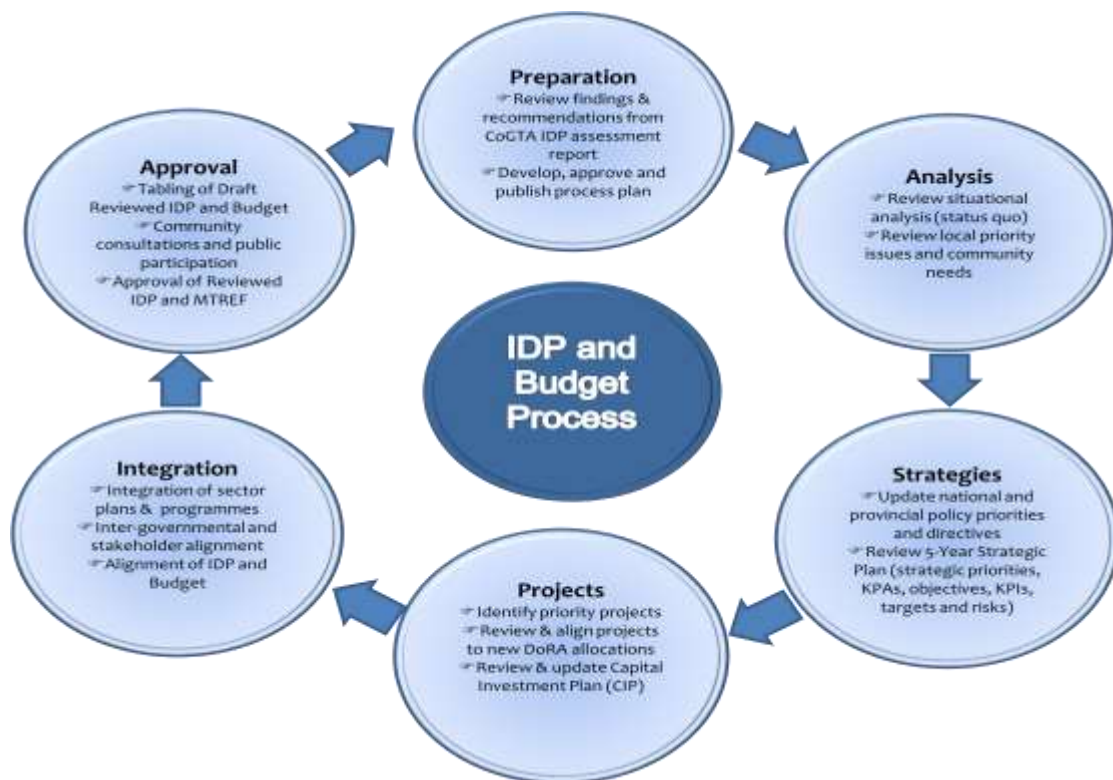 Preparation
☞Review findings &
recommendations from
CoGTA IDP assessment
report
☞Develop, approve and
publish process plan
Analysis
☞Review situational
analysis (status quo)
☞Review local priority
issues and community
needs
Strategies
☞Update national and
provincial policy priorities
and directives
☞Review 5-Year Strategic
Plan (strategic priorities,
KPAs, objectives, KPIs,
targets and risks)
Projects
☞Identify priority projects
☞Review & align projects
to new DoRA allocations
☞Review & update Capital
Investment Plan (CIP)
Integration
☞Integration of sector
plans & programmes
☞Inter-governmental and
stakeholder alignment
☞Alignment of IDP and
Budget
Approval
☞Tabling of Draft
Reviewed IDP and Budget
☞Community
consultations and public
participation
☞Approval of Reviewed
IDP and MTREF
IDP and
Budget
Process